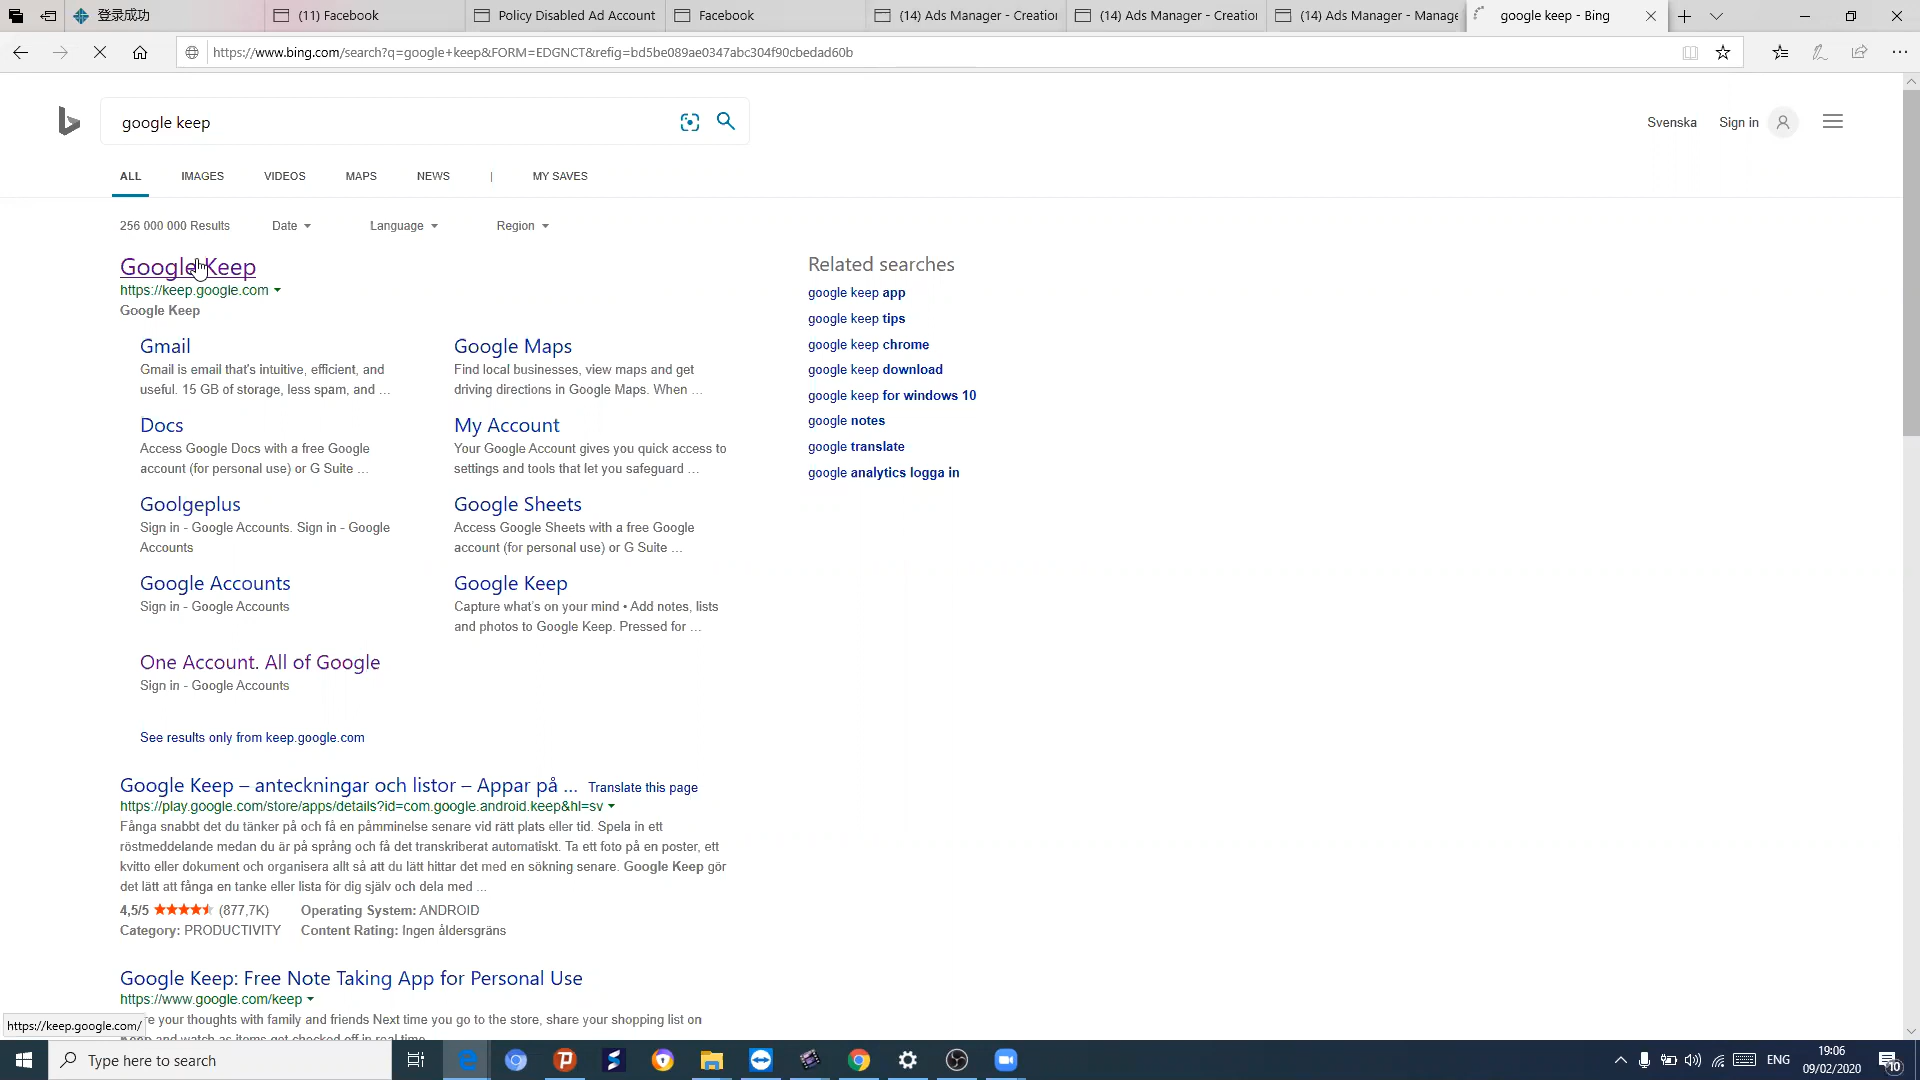 登录成功
(11) Facebook
Policy Disabled Ad Account
Facebook
(14) Ads Manager - Creation
(14) Ads Manager - Creation
(14) Ads Manager - Manage
google keep - Bing
https://www.bing.com/search?q=google+keep&FORM=EDGNCT&refig=bd5be089ae0347abc304f90cbedad60b
google keep
Svenska
Sign in
ALL
IMAGES
VIDEOS
MAPS
NEWS
|
MY SAVES
256 000 000 Results
Date
Language
Region
Google Keep
https://keep.google.com
Google Keep
Gmail
Gmail is email that's intuitive, efficient, and
useful. 15 GB of storage, less spam, and ...
Google Maps
Find local businesses, view maps and get
driving directions in Google Maps. When ...
Docs
Access Google Docs with a free Google
account (for personal use) or G Suite ...
My Account
Your Google Account gives you quick access to
settings and tools that let you safeguard ...
Goolgeplus
Sign in - Google Accounts. Sign in - Google
Accounts
Google Sheets
Access Google Sheets with a free Google
account (for personal use) or G Suite ...
Google Accounts
Sign in - Google Accounts
Google Keep
Capture what's on your mind • Add notes, lists
and photos to Google Keep. Pressed for ...
One Account. All of Google
Sign in - Google Accounts
See results only from keep.google.com
Google Keep – anteckningar och listor – Appar på ...
Translate this page
https://play.google.com/store/apps/details?id=com.google.android.keep&hl=sv
Fånga snabbt det du tänker på och få en påmminelse senare vid rätt plats eller tid. Spela in ett
röstmeddelande medan du är på språng och få det transkriberat automatiskt. Ta ett foto på en poster, ett
kvitto eller dokument och organisera allt så att du lätt hittar det med en sökning senare. Google Keep gör
det lätt att fånga en tanke eller lista för dig själv och dela med ...
4,5/5
(877,7K)
Operating System: ANDROID
Category: PRODUCTIVITY
Content Rating: Ingen åldersgräns
Google Keep: Free Note Taking App for Personal Use
https://www.google.com/keep
re your thoughts with family and friends Next time you go to the store, share your shopping list on
Keep and watch as items get checked off in real time
https://keep.google.com/
Related searches
google keep app
google keep tips
google keep chrome
google keep download
google keep for windows 10
google notes
google translate
google analytics logga in
Type here to search
ENG
19:06
09/02/2020
10